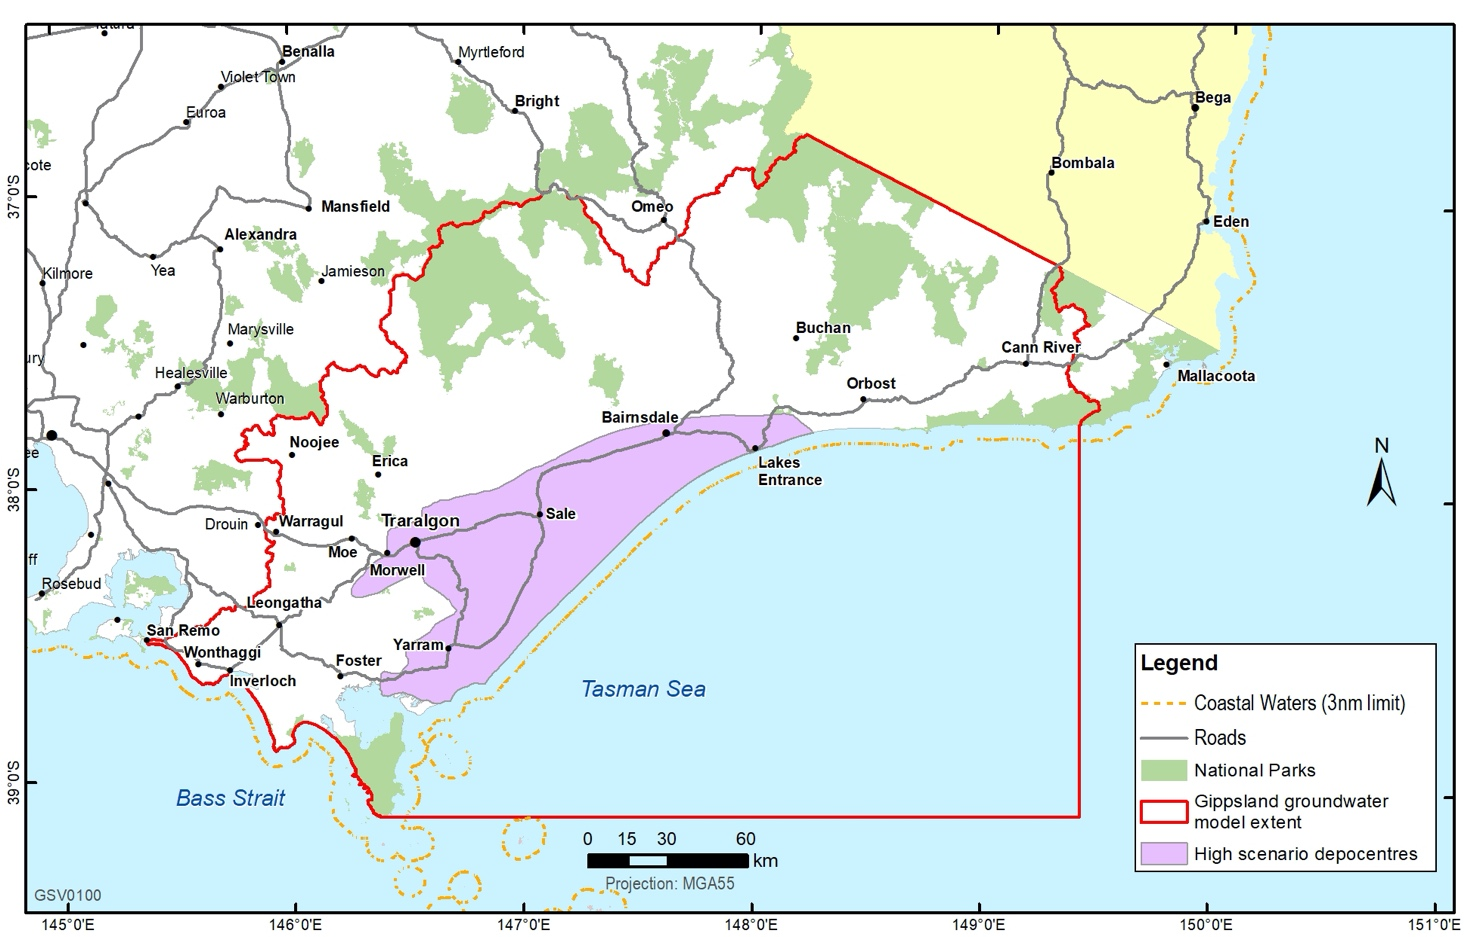 Benalla
Myrtleford
Violet Town
Bright
Bega
Euroa
cote
Bombala
37°0'S
Mansfield
Omeo
Eden
Alexandra
Yea
Jamieson
Kilmore
Marysville
Buchan
Cann River
ury
Healesville
Mallacoota
Orbost
Warburton
Bairnsdale
Noojee
ee
Erica
Lakes
Entrance
N
38°0'S
Traralgon
Sale
Drouin
Warragul
Moe
Morwell
ff
Rosebud
Leongatha
San Remo
Yarram
Wonthaggi
Foster
Inverloch
Tasman Sea
39°0'S
Bass Strait
Legend
Coastal Waters (3nm limit)
Roads
National Parks
Gippsland groundwater
model extent
High scenario depocentres
0 15 30 60
km
Projection: MGA55
GSV0100
145°0'E 146°0'E 147°0'E 148°0'E 149°0'E 150°0'E 151°0'E